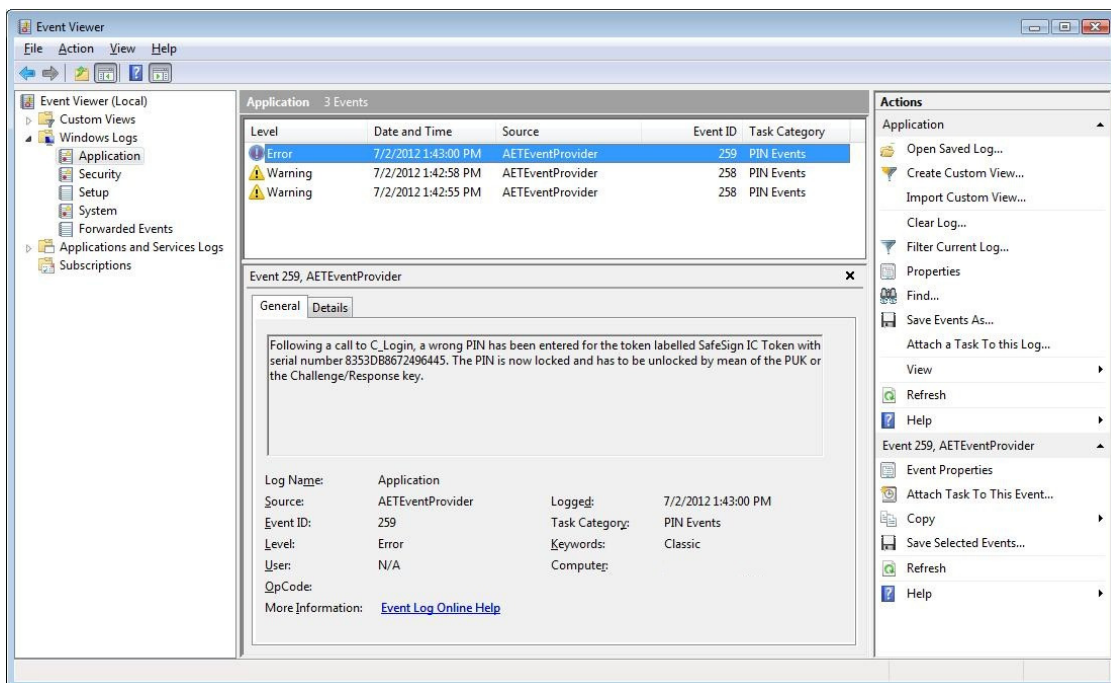 Event Viewer
File Action View Help
Event Viewer (Local)
Custom Views
Windows Logs
Application
Security
Setup
System
Forwarded Events
Applications and Services Logs
Subscriptions
Application 3 Events
Level Date and Time Source Event ID Task Category
Error 7/2/2012 1:43:00 PM AETEventProvider 259 PIN Events
Warning 7/2/2012 1:42:58 PM AETEventProvider 258 PIN Events
Warning 7/2/2012 1:42:55 PM AETEventProvider 258 PIN Events
Event 259, AETEventProvider
General Details
Following a call to C_Login, a wrong PIN has been entered for the token labelled SafeSign IC Token with
serial number 8353DB8672496445. The PIN is now locked and has to be unlocked by mean of the PUK or
the Challenge/Response key.
Log Name: Application
Source: AETEventProvider Logged: 7/2/2012 1:43:00 PM
Event ID: 259 Task Category: PIN Events
Level: Error Keywords: Classic
User: N/A Computer:
OpCode:
More Information: Event Log Online Help
Actions
Application
Open Saved Log...
Create Custom View...
Import Custom View...
Clear Log...
Filter Current Log...
Properties
Find...
Save Events As...
Attach a Task To this Log...
View
Refresh
Help
Event 259, AETEventProvider
Event Properties
Attach Task To This Event...
Copy
Save Selected Events...
Refresh
Help